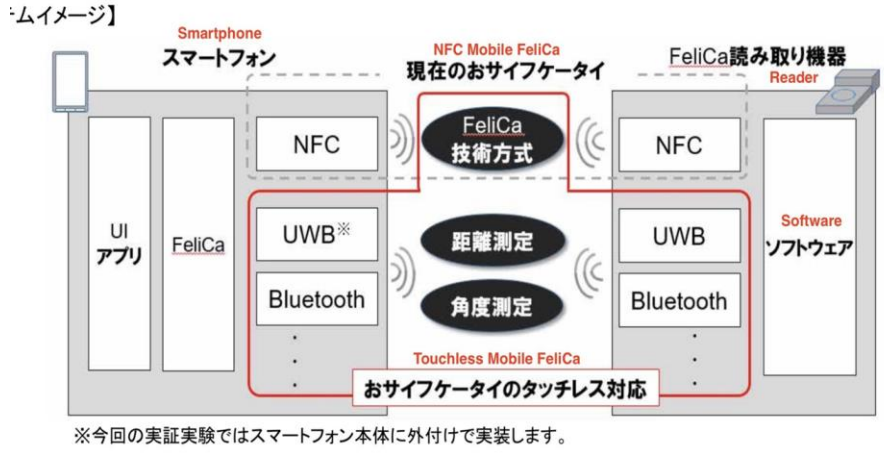 ムイメージ】
Smartphone
スマートフォン
NFC Mobile FeliCa
現在のおサイフケータイ
FeliCa読み取り機器
Reader
UI
アプリ
FeliCa
NFC
FeliCa
技術方式
NFC
UWB※
距離測定
UWB
Software
ソフトウェア
Bluetooth
角度測定
Bluetooth
Touchless Mobile FeliCa
おサイフケータイのタッチレス対応
※今回の実証実験ではスマートフォン本体に外付けで実装します。